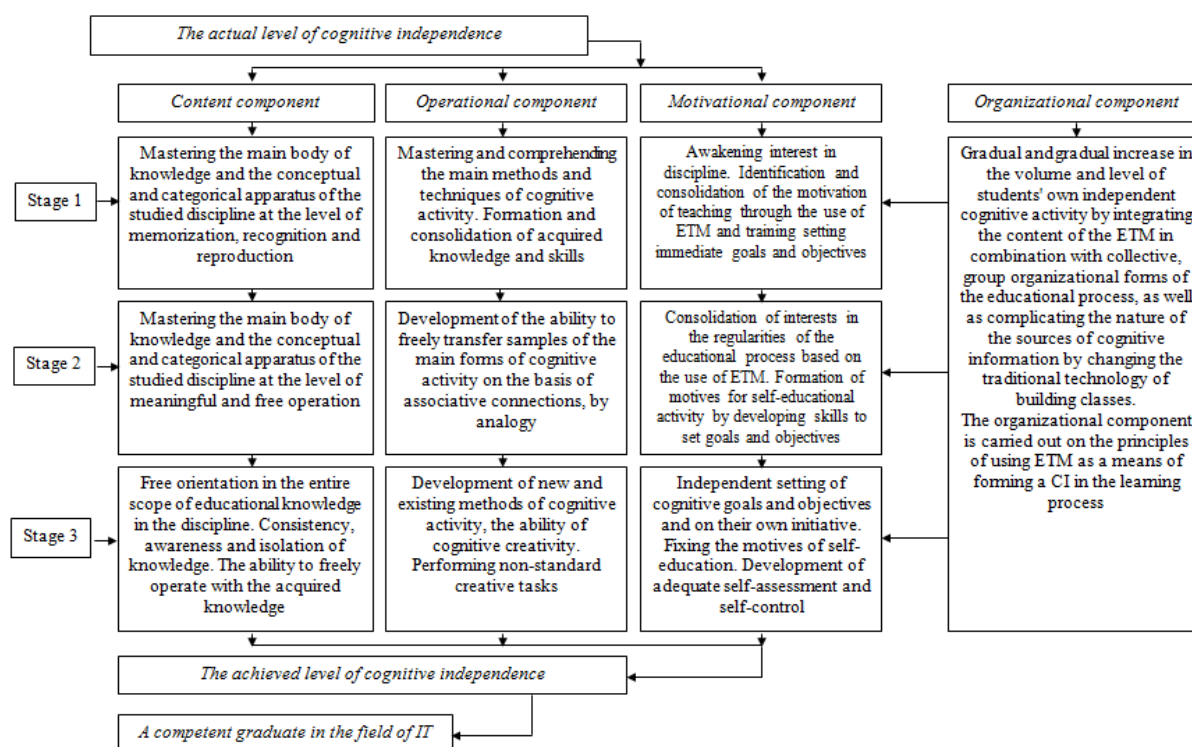 The actual level of cognitive independence
Content component
Operational component
Motivational component
Organizational component
Stage 1
Mastering the main body of
knowledge and the conceptual
and categorical apparatus of the
studied discipline at the level of
memorization, recognition and
reproduction
Mastering and comprehending
the main methods and
techniques of cognitive
activity. Formation and
consolidation of acquired
knowledge and skills
Awakening interest in
discipline. Identification and
consolidation of the motivation
of teaching through the use of
ETM and training setting
immediate goals and objectives
Gradual and gradual increase in
the volume and level of
students' own independent
cognitive activity by integrating
the content of the ETM in
combination with collective,
group organizational forms of
the educational process, as well
as complicating the nature of
the sources of cognitive
information by changing the
traditional technology of
building classes.
The organizational component
is carried out on the principles
of using ETM as a means of
forming a CI in the learning
process
Stage 2
Mastering the main body of
knowledge and the conceptual
and categorical apparatus of the
studied discipline at the level of
meaningful and free operation
Development of the ability to
freely transfer samples of the
main forms of cognitive
activity on the basis of
associative connections, by
analogy
Consolidation of interests in
the regularities of the
educational process based on
the use of ETM. Formation of
motives for self-educational
activity by developing skills to
set goals and objectives
Stage 3
Free orientation in the entire
scope of educational knowledge
in the discipline. Consistency,
awareness and isolation of
knowledge. The ability to freely
operate with the acquired
knowledge
Development of new and
existing methods of cognitive
activity, the ability of
cognitive creativity.
Performing non-standard
creative tasks
Independent setting of
cognitive goals and objectives
and on their own initiative.
Fixing the motives of self-
education. Development of
adequate self-assessment and
self-control
The achieved level of cognitive independence
A competent graduate in the field of IT